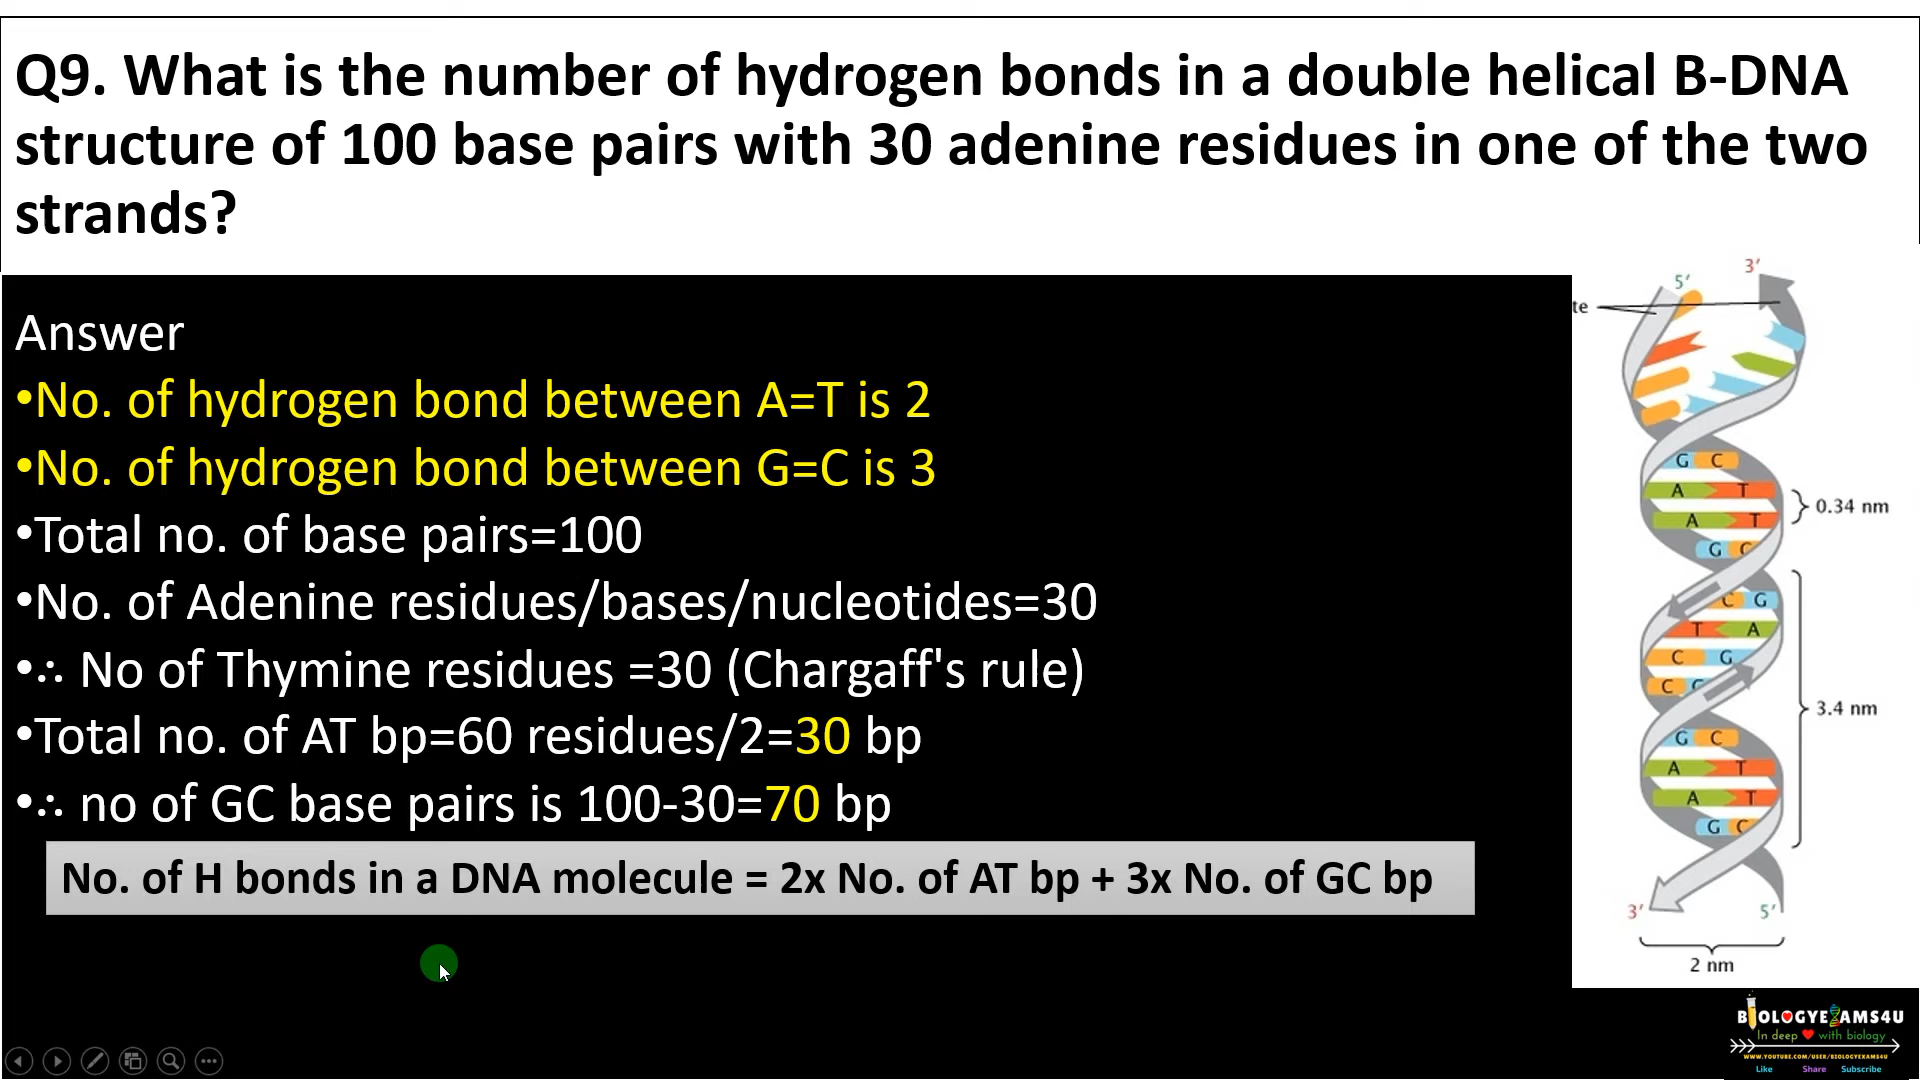 Q9. What is the number of hydrogen bonds in a double helical B-DNA
structure of 100 base pairs with 30 adenine residues in one of the two
strands?
Answer
•No. of hydrogen bond between A=T is 2
•No. of hydrogen bond between G=C is 3
•Total no. of base pairs=100
•No. of Adenine residues/bases/nucleotides=30
•∴ No of Thymine residues =30 (Chargaff's rule)
•Total no. of AT bp=60 residues/2=30 bp
•∴ no of GC base pairs is 100-30=70 bp
No. of H bonds in a DNA molecule = 2x No. of AT bp + 3x No. of GC bp
5′ 3′
te
G C
A T
0.34 nm
A T
G C
C G
T A
C G
C G
3.4 nm
G C
A T
A T
G C
3′ 5′
2 nm
BIOLOGYEXAMS4U
In deep ❤ with biology
WWW.YOUTUBE.COM/USER/BIOLOGYEXAMS4U
Like Share Subscribe